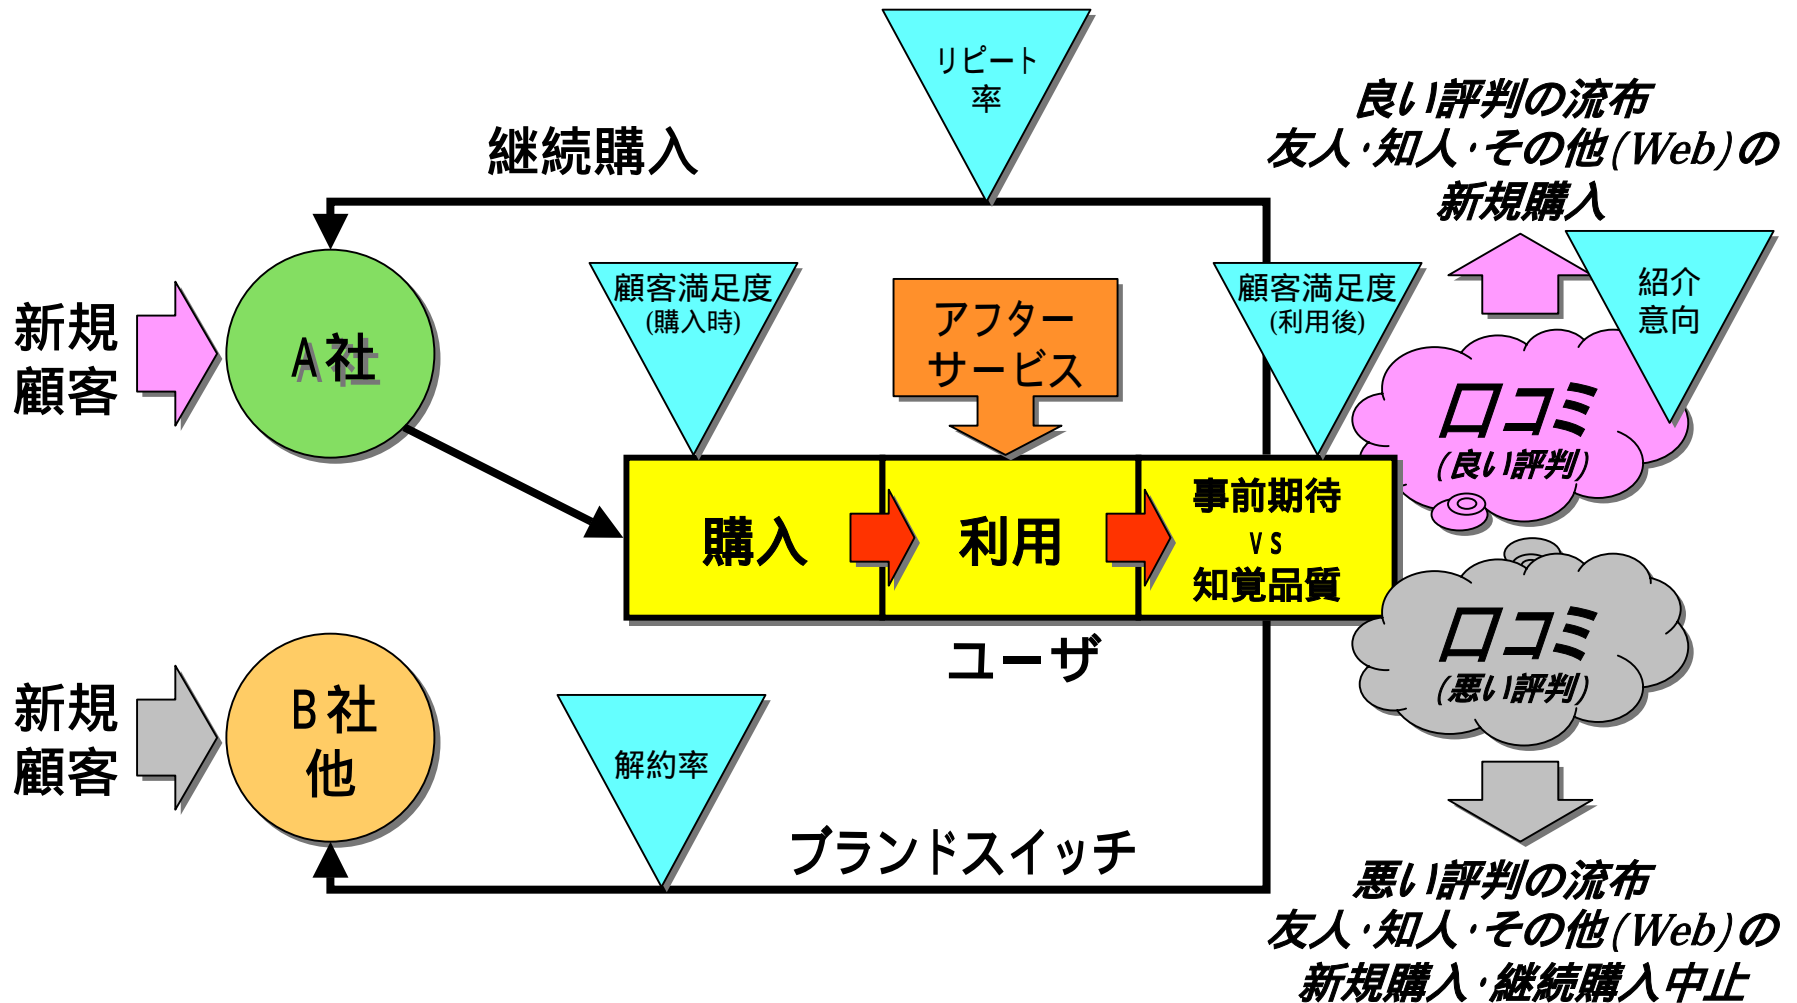 リピート
率
良い評判の流布
友人・知人・その他(Web)の
新規購入
継続購入
新規
顧客
A社
顧客満足度
(購入時)
アフター
サービス
顧客満足度
(利用後)
紹介
意向
口コミ
(良い評判)
購入
利用
事前期待
vs
知覚品質
ユーザ
新規
顧客
B社
他
解約率
ブランドスイッチ
口コミ
(悪い評判)
悪い評判の流布
友人・知人・その他(Web)の
新規購入・継続購入中止